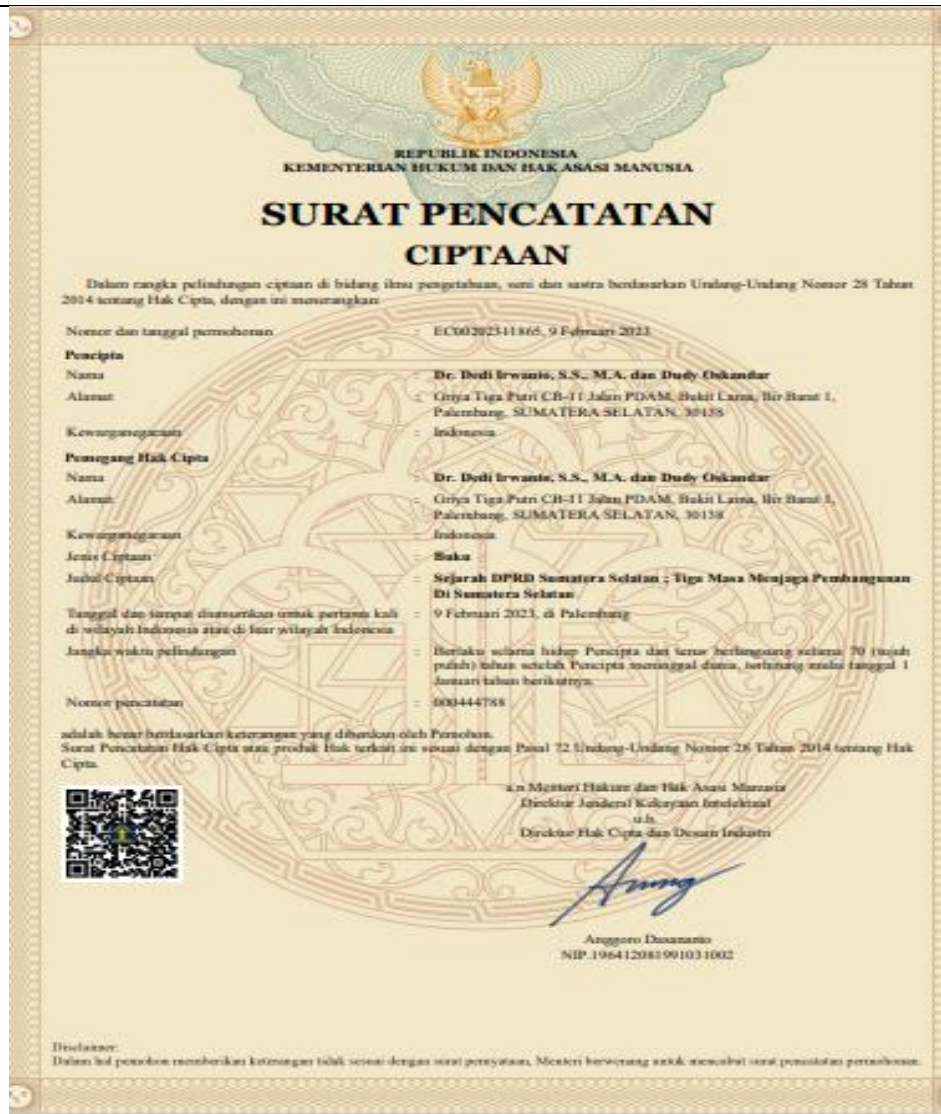 REPUBLIK INDONESIA
KEMENTERIAN HUKUM DAN HAK ASASI MANUSIA
SURAT PENCATATAN
CIPTAAN
Dalam rangka pelindungan ciptaan di bidang ilmu pengetahuan, seni dan sastra berdasarkan Undang-Undang Nomor 28 Tahun
2014 tentang Hak Cipta, dengan ini menerangkan:
Nomor dan tanggal permohonan : EC00202311865, 9 Februari 2023
Pencipta
Nama : Dr. Dedi Irwanto, S.S., M.A. dan Dudy Oskandar
Alamat : Griya Tiga Putri CB-11 Jalan PDAM, Bukit Lama, Ilir Barat 1,
Palembang, SUMATERA SELATAN, 30138
Kewarganegaraan : Indonesia
Pemegang Hak Cipta
Nama : Dr. Dedi Irwanto, S.S., M.A. dan Dudy Oskandar
Alamat : Griya Tiga Putri CB-11 Jalan PDAM, Bukit Lama, Ilir Barat 1,
Palembang, SUMATERA SELATAN, 30138
Kewarganegaraan : Indonesia
Jenis Ciptaan : Buku
Judul Ciptaan : Sejarah DPRD Sumatera Selatan ; Tiga Masa Menjaga Pembangunan
Di Sumatera Selatan
Tanggal dan tempat diumumkan untuk pertama kali : 9 Februari 2023, di Palembang
di wilayah Indonesia atau di luar wilayah Indonesia
Jangka waktu pelindungan : Berlaku selama hidup Pencipta dan terus berlangsung selama 70 (tujuh
puluh) tahun setelah Pencipta meninggal dunia, terhitung mulai tanggal 1
Januari tahun berikutnya.
Nomor pencatatan : 000444788
adalah benar berdasarkan keterangan yang diberikan oleh Pemohon.
Surat Pencatatan Hak Cipta atau produk Hak terkait ini sesuai dengan Pasal 72 Undang-Undang Nomor 28 Tahun 2014 tentang Hak
Cipta.
a.n Menteri Hukum dan Hak Asasi Manusia
Direktur Jenderal Kekayaan Intelektual
u.b.
Direktur Hak Cipta dan Desain Industri
Anggoro Dasananto
NIP.196412081991031002
Disclaimer:
Dalam hal pemohon memberikan keterangan tidak sesuai dengan surat pernyataan, Menteri berwenang untuk mencabut surat pencatatan permohonan.